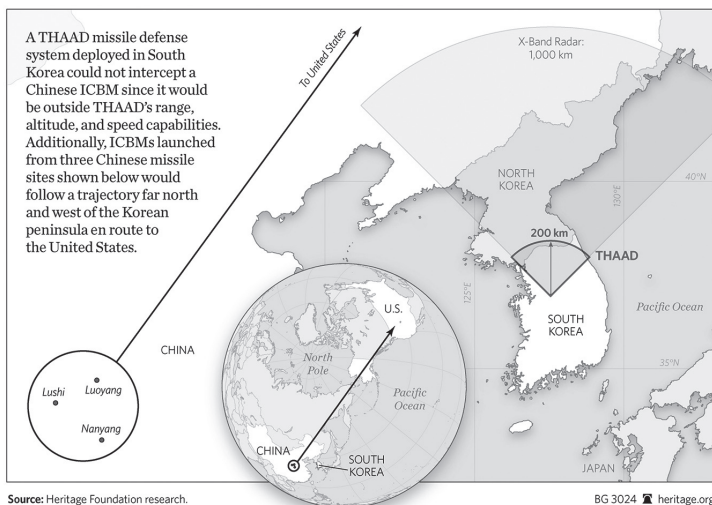 A THAAD missile defense
system deployed in South
Korea could not intercept a
Chinese ICBM since it would
be outside THAAD's range,
altitude, and speed capabilities.
Additionally, ICBMs launched
from three Chinese missile
sites shown below would
follow a trajectory far north
and west of the Korean
peninsula en route to
the United States.
To United States
X-Band Radar:
1,000 km
NORTH
KOREA
40°N
130°E
200 km
THAAD
125°E
SOUTH
KOREA
Pacific Ocean
35°N
JAPAN
CHINA
Lushi
Luoyang
Nanyang
U.S.
North
Pole
Pacific
Ocean
CHINA
SOUTH
KOREA
Source: Heritage Foundation research.
BG 3024
heritage.org